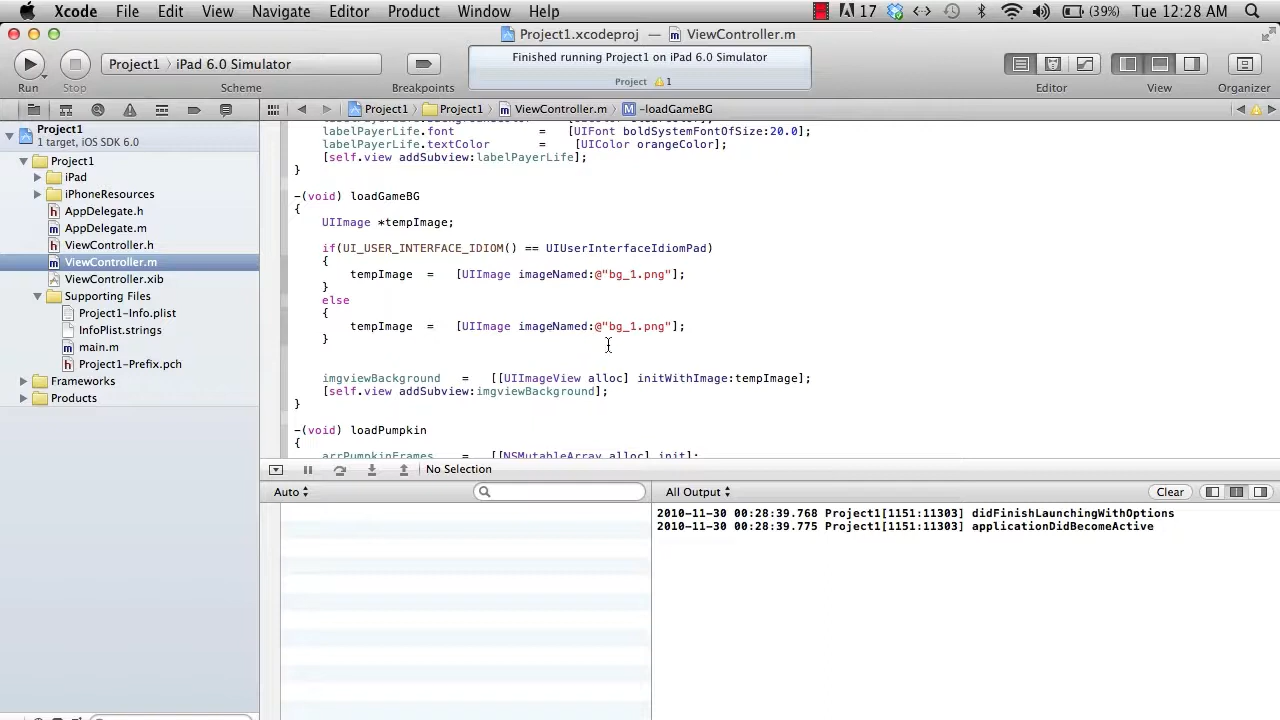 Xcode File Edit View Navigate Editor Product Window Help 17 (39%) Tue 12:28 AM
Project1.xcodeproj — ViewController.m
Project1 iPad 6.0 Simulator
Finished running Project1 on iPad 6.0 Simulator
Project 1
Run Stop Scheme Breakpoints Editor View Organizer
Project1 Project1 ViewController.m -loadGameBG
Project1
1 target, iOS SDK 6.0
Project1
iPad
iPhoneResources
AppDelegate.h
AppDelegate.m
ViewController.h
ViewController.m
ViewController.xib
Supporting Files
Project1-Info.plist
InfoPlist.strings
main.m
Project1-Prefix.pch
Frameworks
Products
labelPayerLife.font = [UIFont boldSystemFontOfSize:20.0];
labelPayerLife.textColor = [UIColor orangeColor];
[self.view addSubview:labelPayerLife];
}
-(void) loadGameBG
{
UIImage *tempImage;
if(UI_USER_INTERFACE_IDIOM() == UIUserInterfaceIdiomPad)
{
tempImage = [UIImage imageNamed:@"bg_1.png"];
}
else
{
tempImage = [UIImage imageNamed:@"bg_1.png"];
}
imgviewBackground = [[UIImageView alloc] initWithImage:tempImage];
[self.view addSubview:imgviewBackground];
}
-(void) loadPumpkin
{
arrPumpkinFrames = [[NSMutableArray alloc] init];
No Selection
Auto
All Output
Clear
2010-11-30 00:28:39.768 Project1[1151:11303] didFinishLaunchingWithOptions
2010-11-30 00:28:39.775 Project1[1151:11303] applicationDidBecomeActive